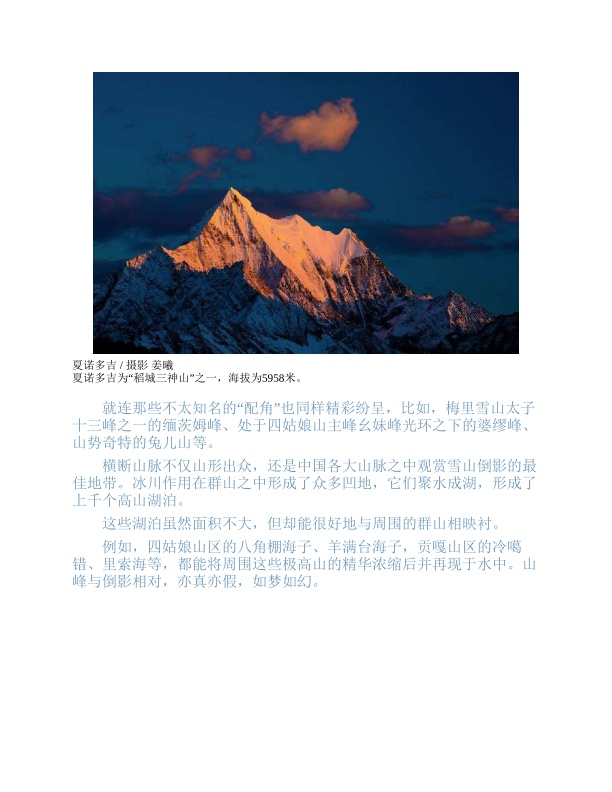 夏诺多吉 / 摄影 姜曦
夏诺多吉为“稻城三神山”之一，海拔为5958米。
就连那些不太知名的“配角”也同样精彩纷呈，比如，梅里雪山太子
十三峰之一的缅茨姆峰、处于四姑娘山主峰幺妹峰光环之下的婆缪峰、
山势奇特的兔儿山等。
横断山脉不仅山形出众，还是中国各大山脉之中观赏雪山倒影的最
佳地带。冰川作用在群山之中形成了众多凹地，它们聚水成湖，形成了
上千个高山湖泊。
这些湖泊虽然面积不大，但却能很好地与周围的群山相映衬。
例如，四姑娘山区的八角棚海子、羊满台海子，贡嘎山区的冷噶
错、里索海等，都能将周围这些极高山的精华浓缩后并再现于水中。山
峰与倒影相对，亦真亦假，如梦如幻。